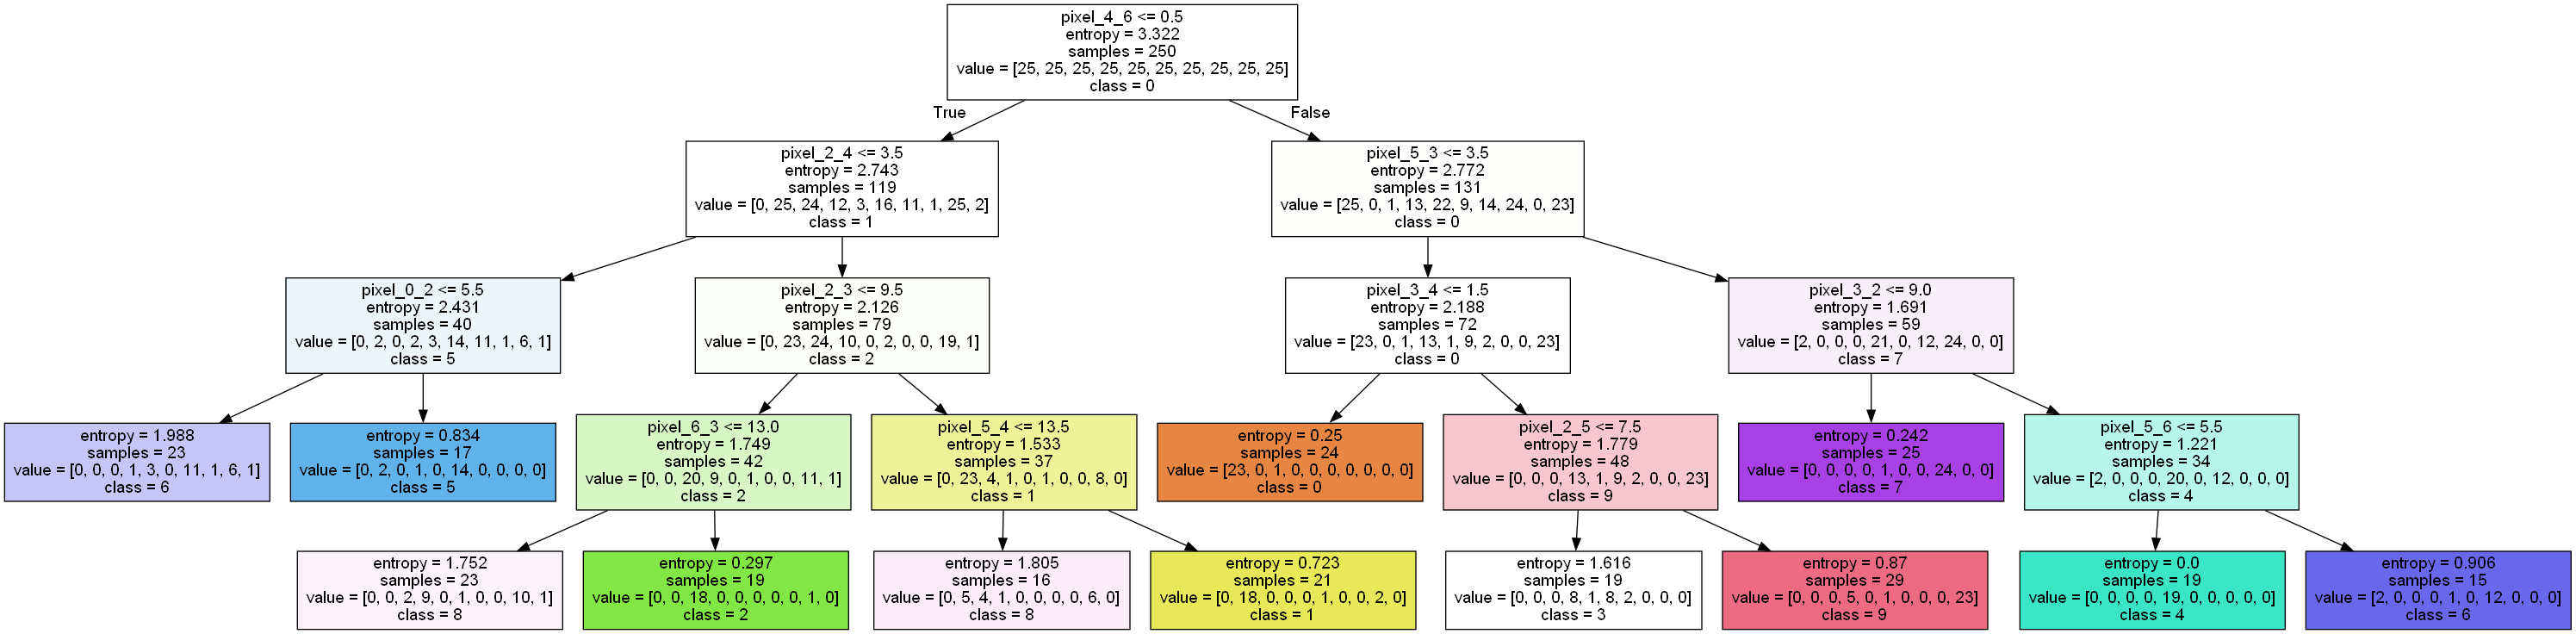 pixel_4_6 <= 0.5
entropy = 3.322
samples = 250
value = [25, 25, 25, 25, 25, 25, 25, 25, 25, 25]
class = 0
True
False
pixel_2_4 <= 3.5
entropy = 2.743
samples = 119
value = [0, 25, 24, 12, 3, 16, 11, 1, 25, 2]
class = 1
pixel_5_3 <= 3.5
entropy = 2.772
samples = 131
value = [25, 0, 1, 13, 22, 9, 14, 24, 0, 23]
class = 0
pixel_0_2 <= 5.5
entropy = 2.431
samples = 40
value = [0, 2, 0, 2, 3, 14, 11, 1, 6, 1]
class = 5
pixel_2_3 <= 9.5
entropy = 2.126
samples = 79
value = [0, 23, 24, 10, 0, 2, 0, 0, 19, 1]
class = 2
pixel_3_4 <= 1.5
entropy = 2.188
samples = 72
value = [23, 0, 1, 13, 1, 9, 2, 0, 0, 23]
class = 0
pixel_3_2 <= 9.0
entropy = 1.691
samples = 59
value = [2, 0, 0, 0, 21, 0, 12, 24, 0, 0]
class = 7
entropy = 1.988
samples = 23
value = [0, 0, 0, 1, 3, 0, 11, 1, 6, 1]
class = 6
entropy = 0.834
samples = 17
value = [0, 2, 0, 1, 0, 14, 0, 0, 0, 0]
class = 5
pixel_6_3 <= 13.0
entropy = 1.749
samples = 42
value = [0, 0, 20, 9, 0, 1, 0, 0, 11, 1]
class = 2
pixel_5_4 <= 13.5
entropy = 1.533
samples = 37
value = [0, 23, 4, 1, 0, 1, 0, 0, 8, 0]
class = 1
entropy = 0.25
samples = 24
value = [23, 0, 1, 0, 0, 0, 0, 0, 0, 0]
class = 0
pixel_2_5 <= 7.5
entropy = 1.779
samples = 48
value = [0, 0, 0, 13, 1, 9, 2, 0, 0, 23]
class = 9
entropy = 0.242
samples = 25
value = [0, 0, 0, 0, 1, 0, 0, 24, 0, 0]
class = 7
pixel_5_6 <= 5.5
entropy = 1.221
samples = 34
value = [2, 0, 0, 0, 20, 0, 12, 0, 0, 0]
class = 4
entropy = 1.752
samples = 23
value = [0, 0, 2, 9, 0, 1, 0, 0, 10, 1]
class = 8
entropy = 0.297
samples = 19
value = [0, 0, 18, 0, 0, 0, 0, 0, 1, 0]
class = 2
entropy = 1.805
samples = 16
value = [0, 5, 4, 1, 0, 0, 0, 0, 6, 0]
class = 8
entropy = 0.723
samples = 21
value = [0, 18, 0, 0, 0, 1, 0, 0, 2, 0]
class = 1
entropy = 1.616
samples = 19
value = [0, 0, 0, 8, 1, 8, 2, 0, 0, 0]
class = 3
entropy = 0.87
samples = 29
value = [0, 0, 0, 5, 0, 1, 0, 0, 0, 23]
class = 9
entropy = 0.0
samples = 19
value = [0, 0, 0, 0, 19, 0, 0, 0, 0, 0]
class = 4
entropy = 0.906
samples = 15
value = [2, 0, 0, 0, 1, 0, 12, 0, 0, 0]
class = 6